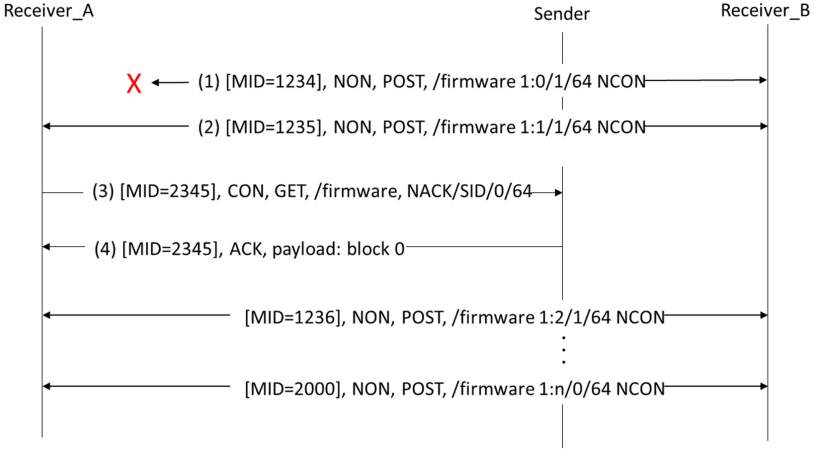 Receiver_A
Sender
Receiver_B
X
(1) [MID=1234], NON, POST, /firmware 1:0/1/64 NCON
(2) [MID=1235], NON, POST, /firmware 1:1/1/64 NCON
(3) [MID=2345], CON, GET, /firmware, NACK/SID/0/64
(4) [MID=2345], ACK, payload: block 0
[MID=1236], NON, POST, /firmware 1:2/1/64 NCON
[MID=2000], NON, POST, /firmware 1:n/0/64 NCON